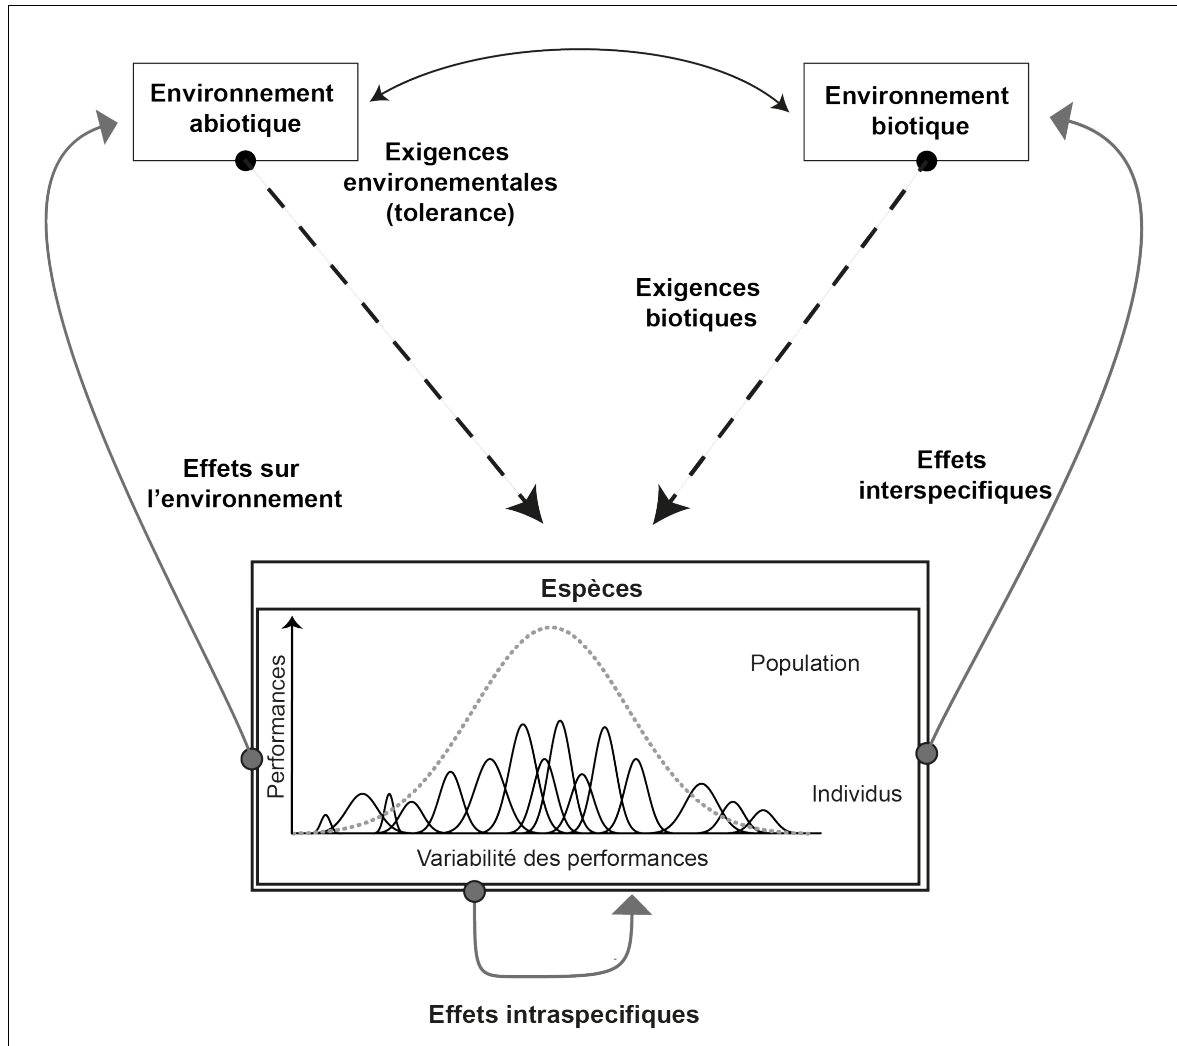 Environnement
abiotique
Environnement
biotique
Exigences
environementales
(tolerance)
Exigences
biotiques
Effets sur
l’environnement
Effets
interspecifiques
Espèces
Performances
Population
Individus
Variabilité des performances
Effets intraspecifiques